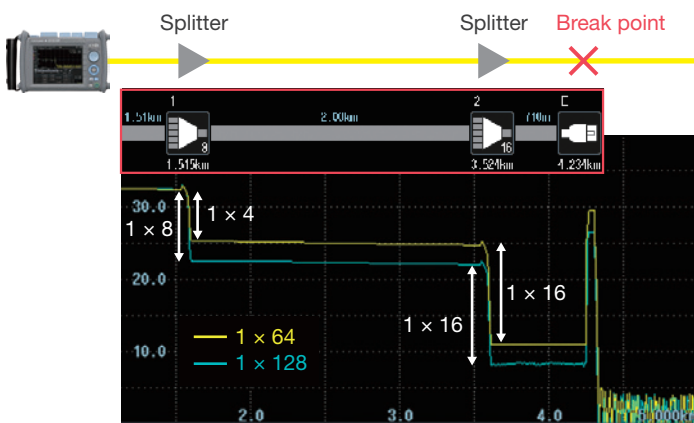 Splitter
Splitter
Break point
1
2
E
1.51km
2.00km
710m
8
16
1.515km
3.524km
4.234km
30.0
1 × 4
1 × 8
20.0
1 × 16
1 × 16
1 × 64
10.0
1 × 128
2.0
3.0
4.0